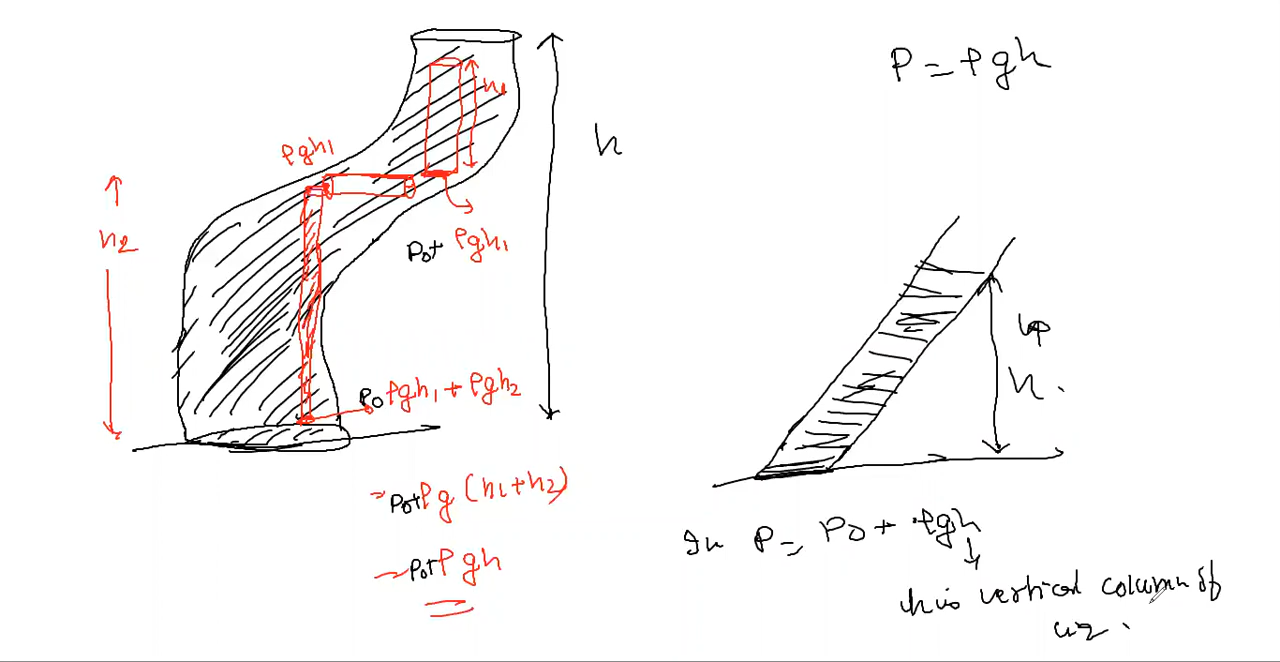 h1
ρgh1
h2
P0+ ρgh1
P0 ρgh1 + ρgh2
= P0+ρg (h1+h2)
= P0+ρgh
h
P = ρgh
h.
In P = P0 + ρgh
h is vertical column of